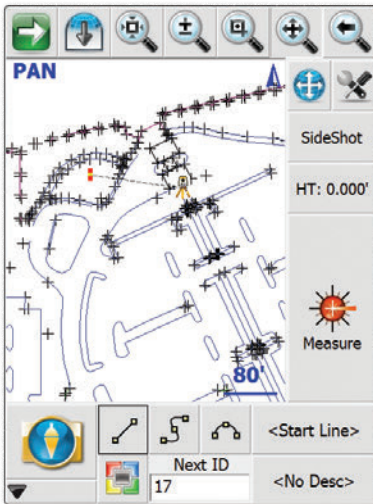 PAN
SideShot
HT: 0.000'
Measure
80'
<Start Line>
Next ID
17
<No Desc>